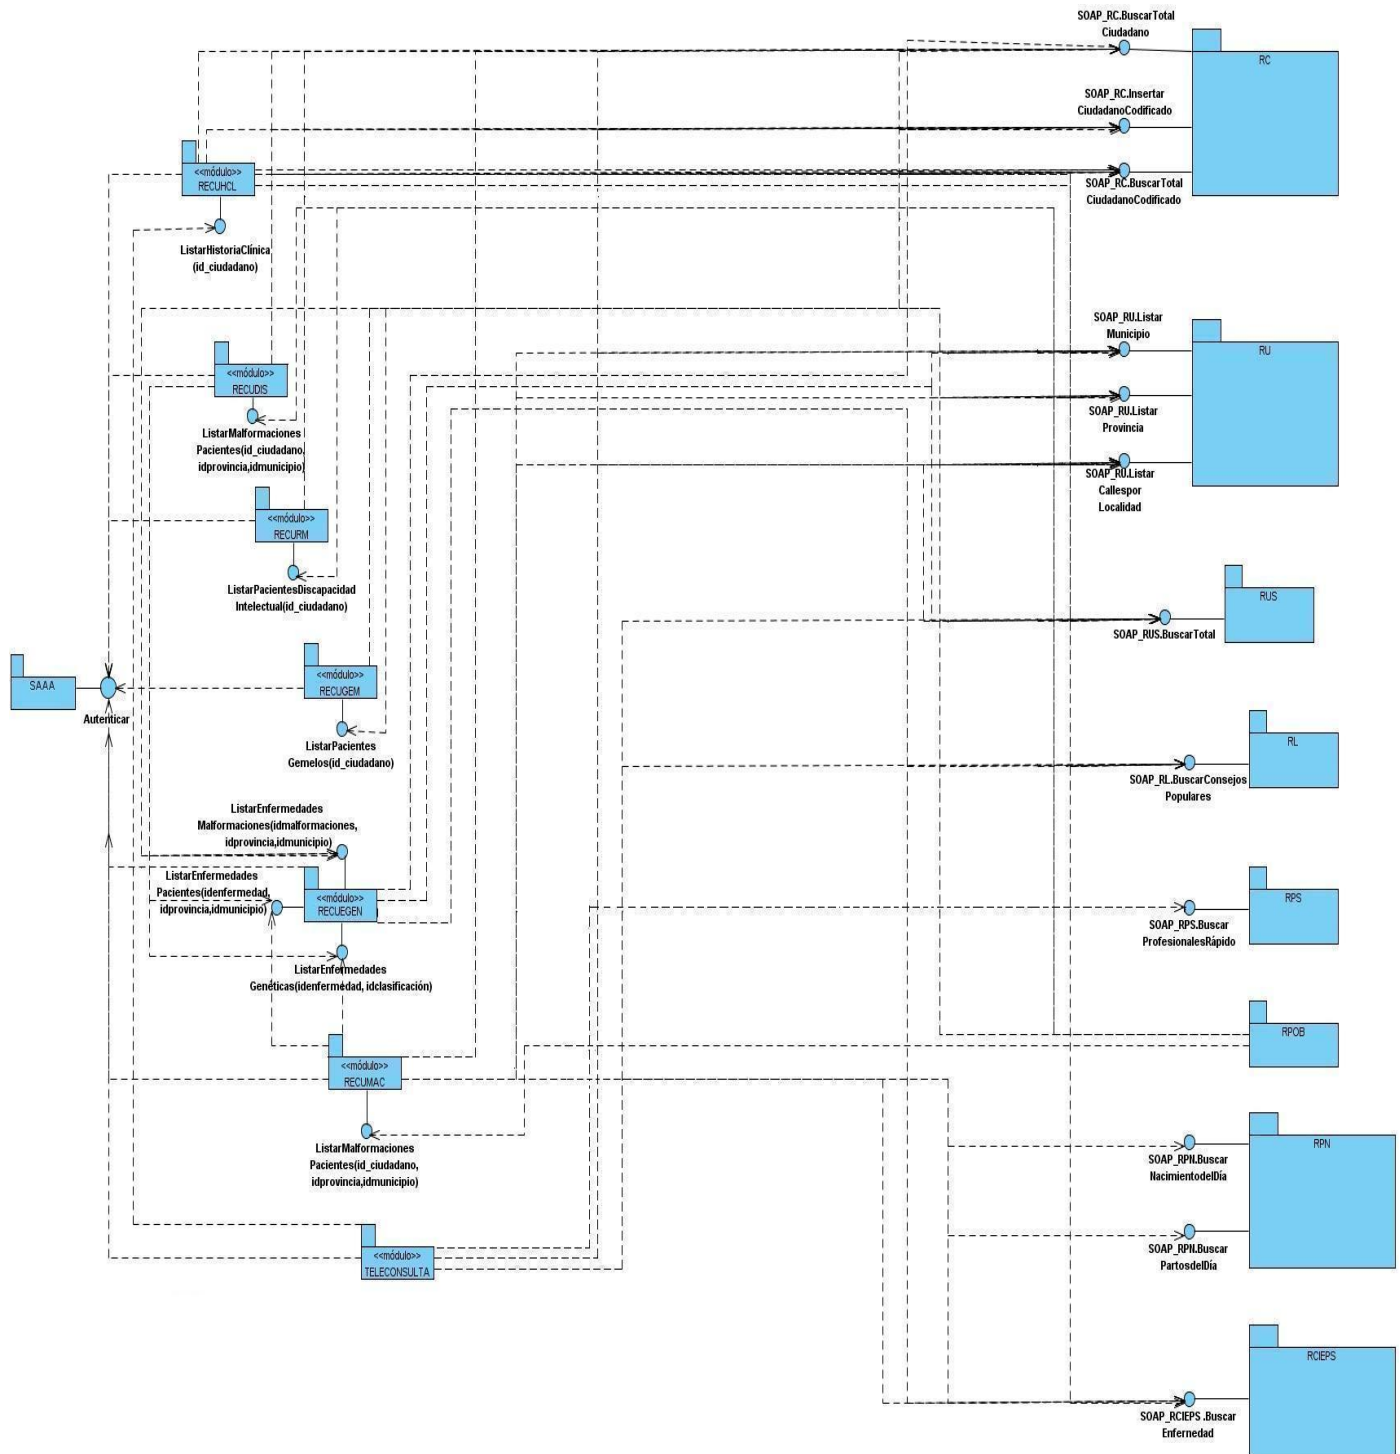 SOAP_RC.BuscarTotal
Ciudadano
RC
SOAP_RC.Insertar
CiudadanoCodificado
SOAP_RC.BuscarTotal
CiudadanoCodificado
<<módulo>>
RECUHCL
ListarHistoriaClínica
(id_ciudadano)
SOAP_RU.Listar
Municipio
RU
SOAP_RU.Listar
Provincia
SOAP_RU.Listar
Callespor
Localidad
<<módulo>>
RECUDIS
ListarMalformaciones
Pacientes(id_ciudadano,
idprovincia,idmunicipio)
<<módulo>>
RECURM
ListarPacientesDiscapacidad
Intelectual(id_ciudadano)
RUS
SOAP_RUS.BuscarTotal
SAAA
Autenticar
<<módulo>>
RECUGEM
ListarPacientes
Gemelos(id_ciudadano)
RL
SOAP_RL.BuscarConsejos
Populares
ListarEnfermedades
Malformaciones(idmalformaciones,
idprovincia,idmunicipio)
ListarEnfermedades
Pacientes(idenfermedad,
idprovincia,idmunicipio)
<<módulo>>
RECUEGEN
ListarEnfermedades
Genéticas(idenfermedad, idclasificación)
RPS
SOAP_RPS.Buscar
ProfesionalesRápido
RPOB
<<módulo>>
RECUMAC
ListarMalformaciones
Pacientes(id_ciudadano,
idprovincia,idmunicipio)
RPN
SOAP_RPN.Buscar
NacimientodelDía
SOAP_RPN.Buscar
PartosdelDía
<<módulo>>
TELECONSULTA
RCIEPS
SOAP_RCIEPS .Buscar
Enfernedad